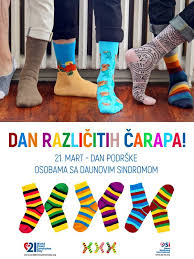 DAN RAZLIČITIH ČARAPA!
21. MART - DAN PODRŠKE
OSOBAMA SA DAUNOVIM SINDROMOM